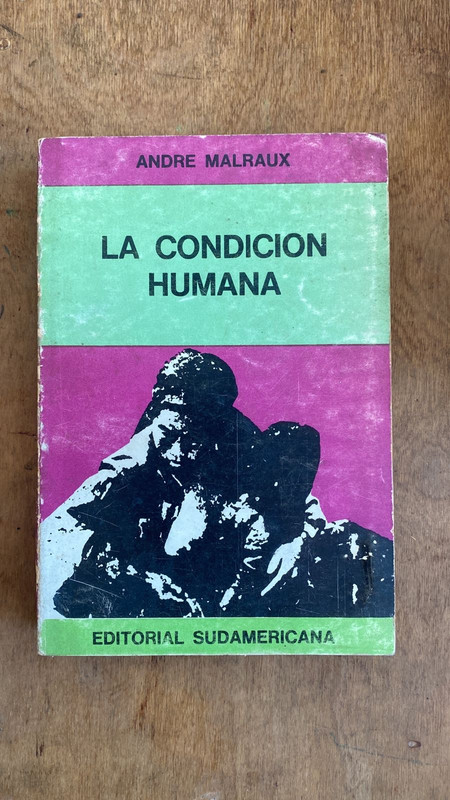 ANDRE MALRAUX
LA CONDICION
HUMANA
EDITORIAL SUDAMERICANA